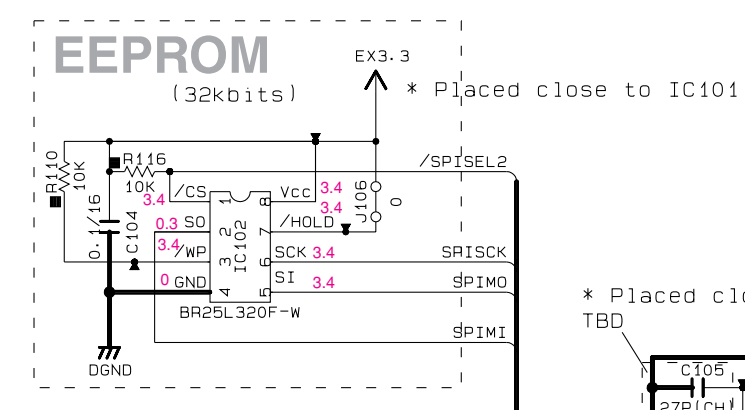 EEPROM
(32Kbits)
EX3.3
* Placed close to IC101
R110
10K
R116
10K
/SPISEL2
3.4
/CS
1
8
Vcc
3.4
3.4
J106
0
0.1/16
C104
0.3
SO
2
7
/HOLD
IC102
3.4
/WP
3
6
SCK
3.4
SPISCK
0
GND
4
5
SI
3.4
SPIMO
BR25L320F-W
SPIMI
DGND
* Placed clo
TBD
C105
27P(CH)